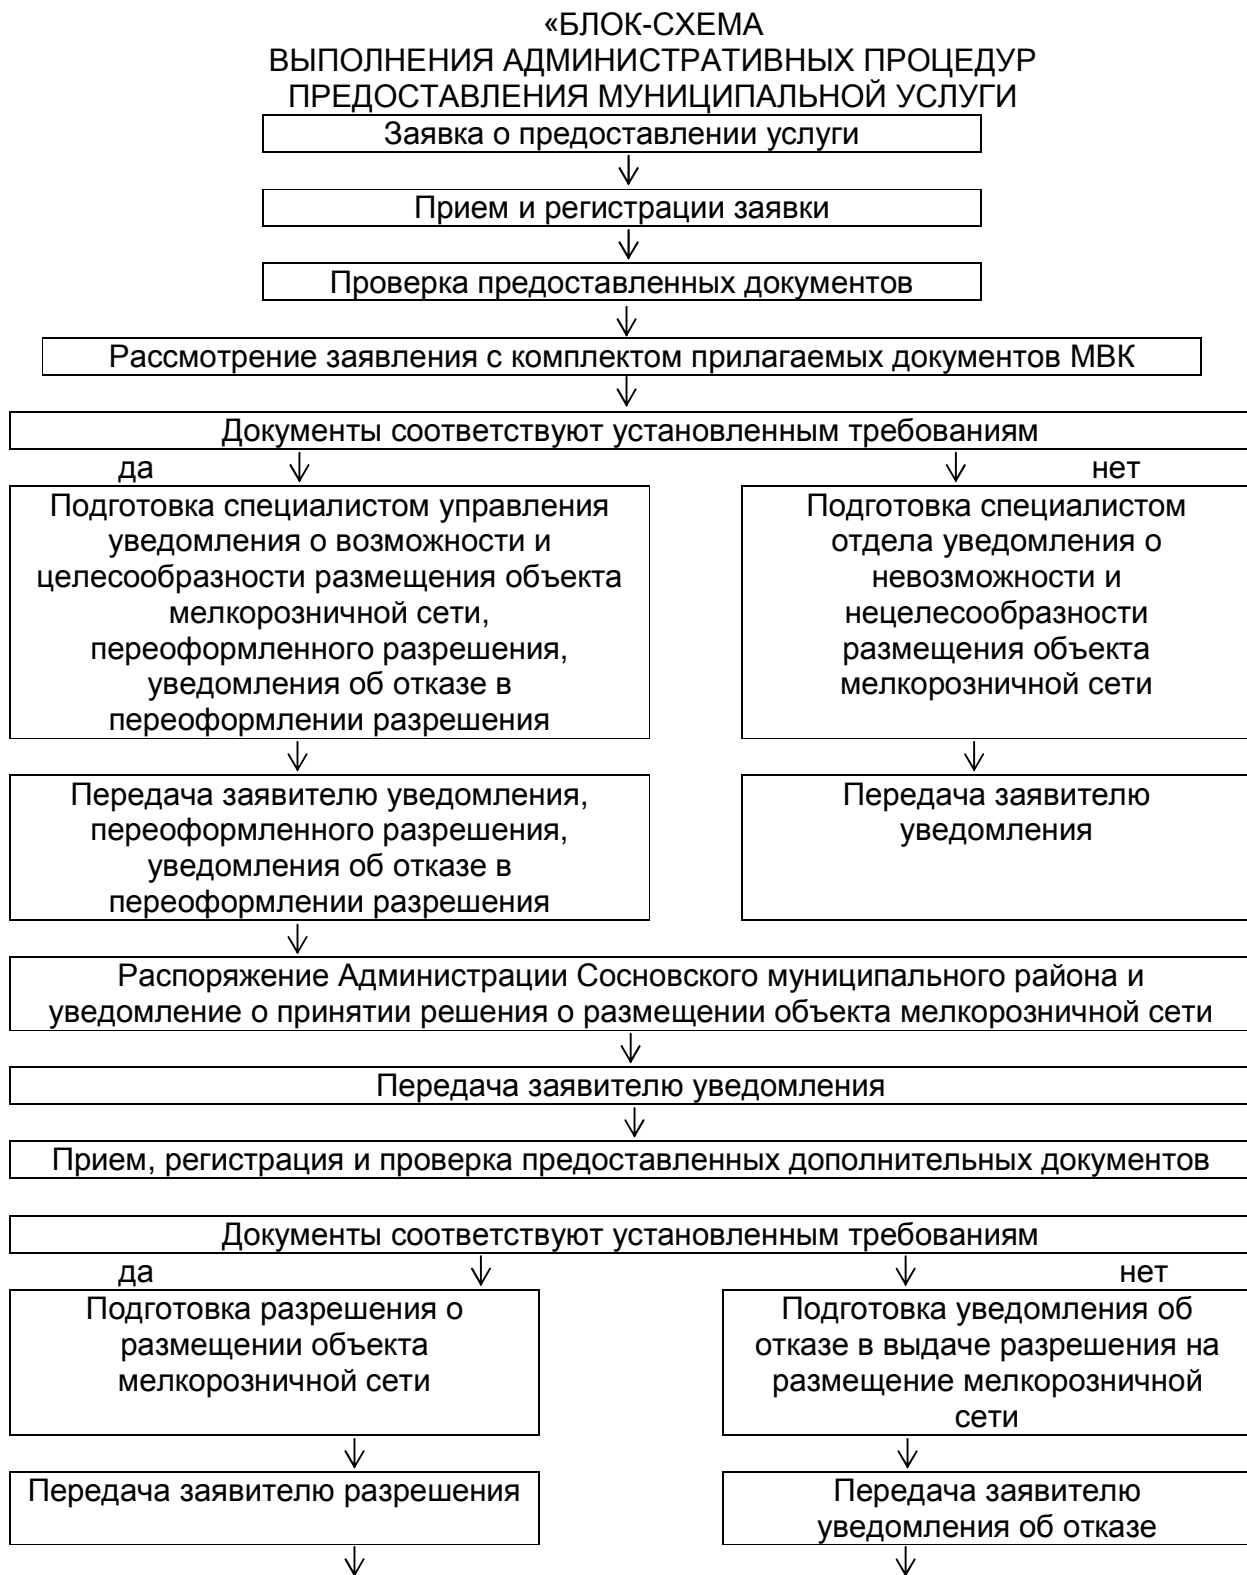 «БЛОК-СХЕМА
ВЫПОЛНЕНИЯ АДМИНИСТРАТИВНЫХ ПРОЦЕДУР
ПРЕДОСТАВЛЕНИЯ МУНИЦИПАЛЬНОЙ УСЛУГИ
Заявка о предоставлении услуги
Прием и регистрации заявки
Проверка предоставленных документов
Рассмотрение заявления с комплектом прилагаемых документов МВК
Документы соответствуют установленным требованиям
да
нет
Подготовка специалистом управления
уведомления о возможности и
целесообразности размещения объекта
мелкорозничной сети,
переоформленного разрешения,
уведомления об отказе в
переоформлении разрешения
Подготовка специалистом
отдела уведомления о
невозможности и
нецелесообразности
размещения объекта
мелкорозничной сети
Передача заявителю уведомления,
переоформленного разрешения,
уведомления об отказе в
переоформлении разрешения
Передача заявителю
уведомления
Распоряжение Администрации Сосновского муниципального района и
уведомление о принятии решения о размещении объекта мелкорозничной сети
Передача заявителю уведомления
Прием, регистрация и проверка предоставленных дополнительных документов
Документы соответствуют установленным требованиям
да
нет
Подготовка разрешения о
размещении объекта
мелкорозничной сети
Подготовка уведомления об
отказе в выдаче разрешения на
размещение мелкорозничной
сети
Передача заявителю разрешения
Передача заявителю
уведомления об отказе